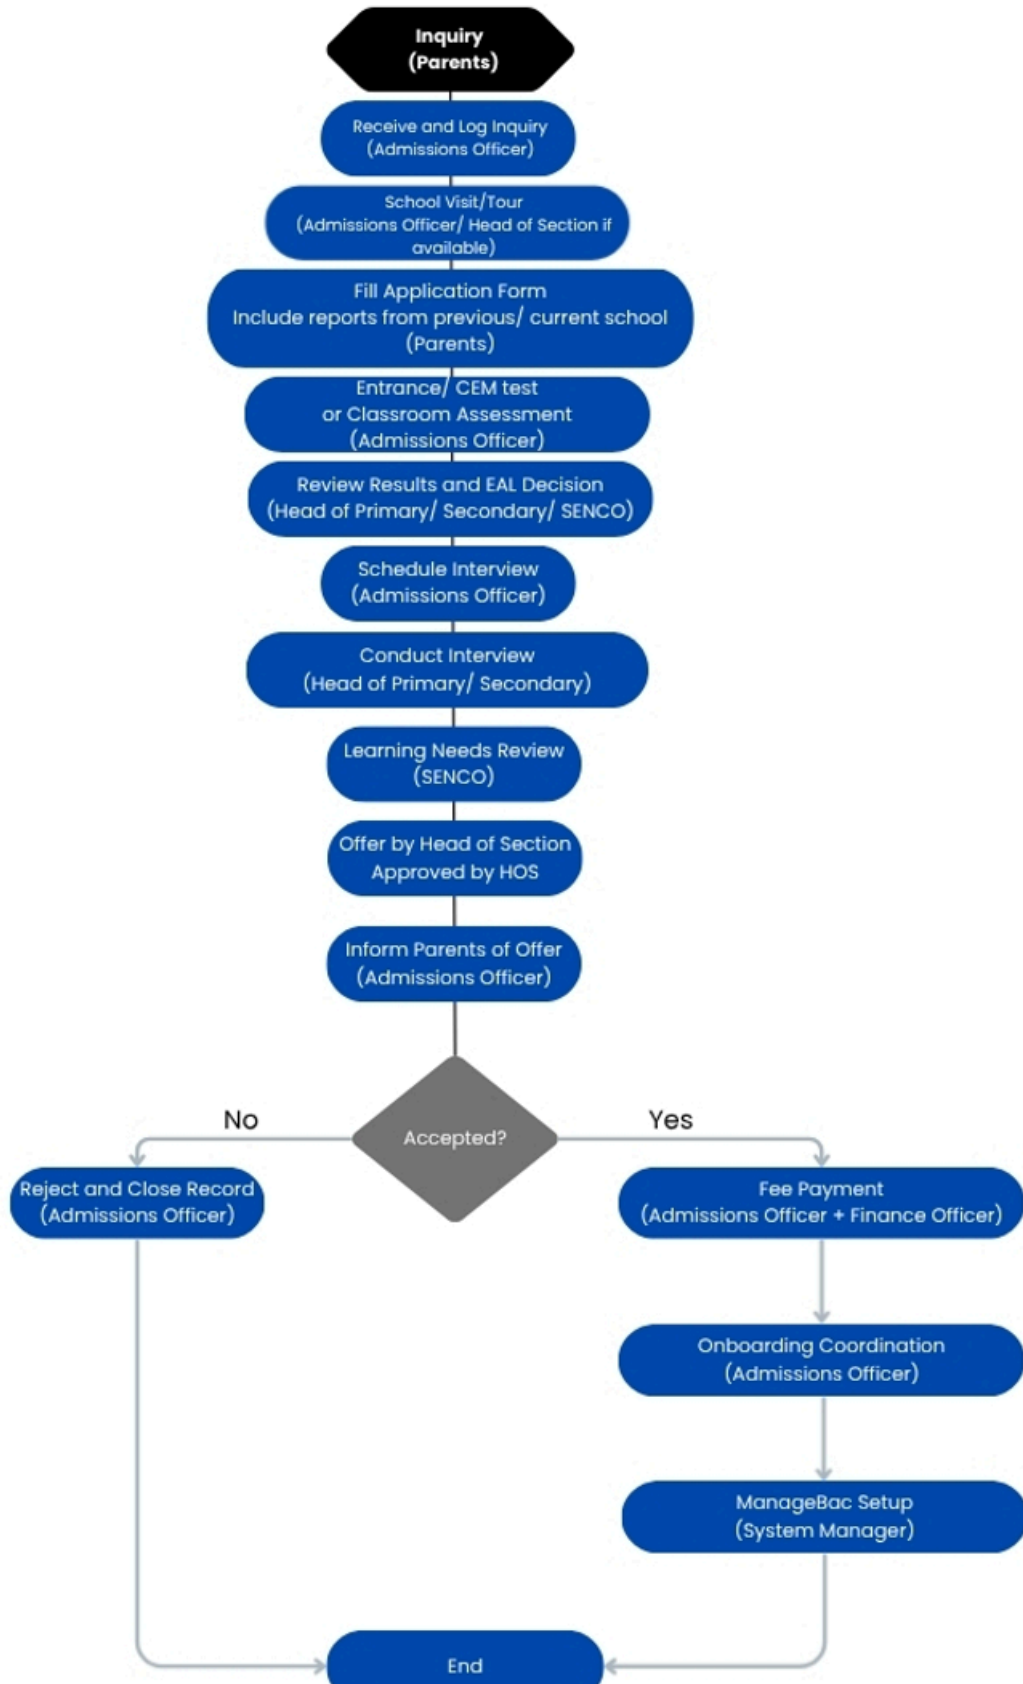 Inquiry
(Parents)
Receive and Log Inquiry
(Admissions Officer)
School Visit/Tour
(Admissions Officer/ Head of Section if
available)
Fill Application Form
Include reports from previous/ current school
(Parents)
Entrance/ CEM test
or Classroom Assessment
(Admissions Officer)
Review Results and EAL Decision
(Head of Primary/ Secondary/ SENCO)
Schedule Interview
(Admissions Officer)
Conduct Interview
(Head of Primary/ Secondary)
Learning Needs Review
(SENCO)
Offer by Head of Section
Approved by HOS
Inform Parents of Offer
(Admissions Officer)
Accepted?
No
Reject and Close Record
(Admissions Officer)
Yes
Fee Payment
(Admissions Officer + Finance Officer)
Onboarding Coordination
(Admissions Officer)
ManageBac Setup
(System Manager)
End